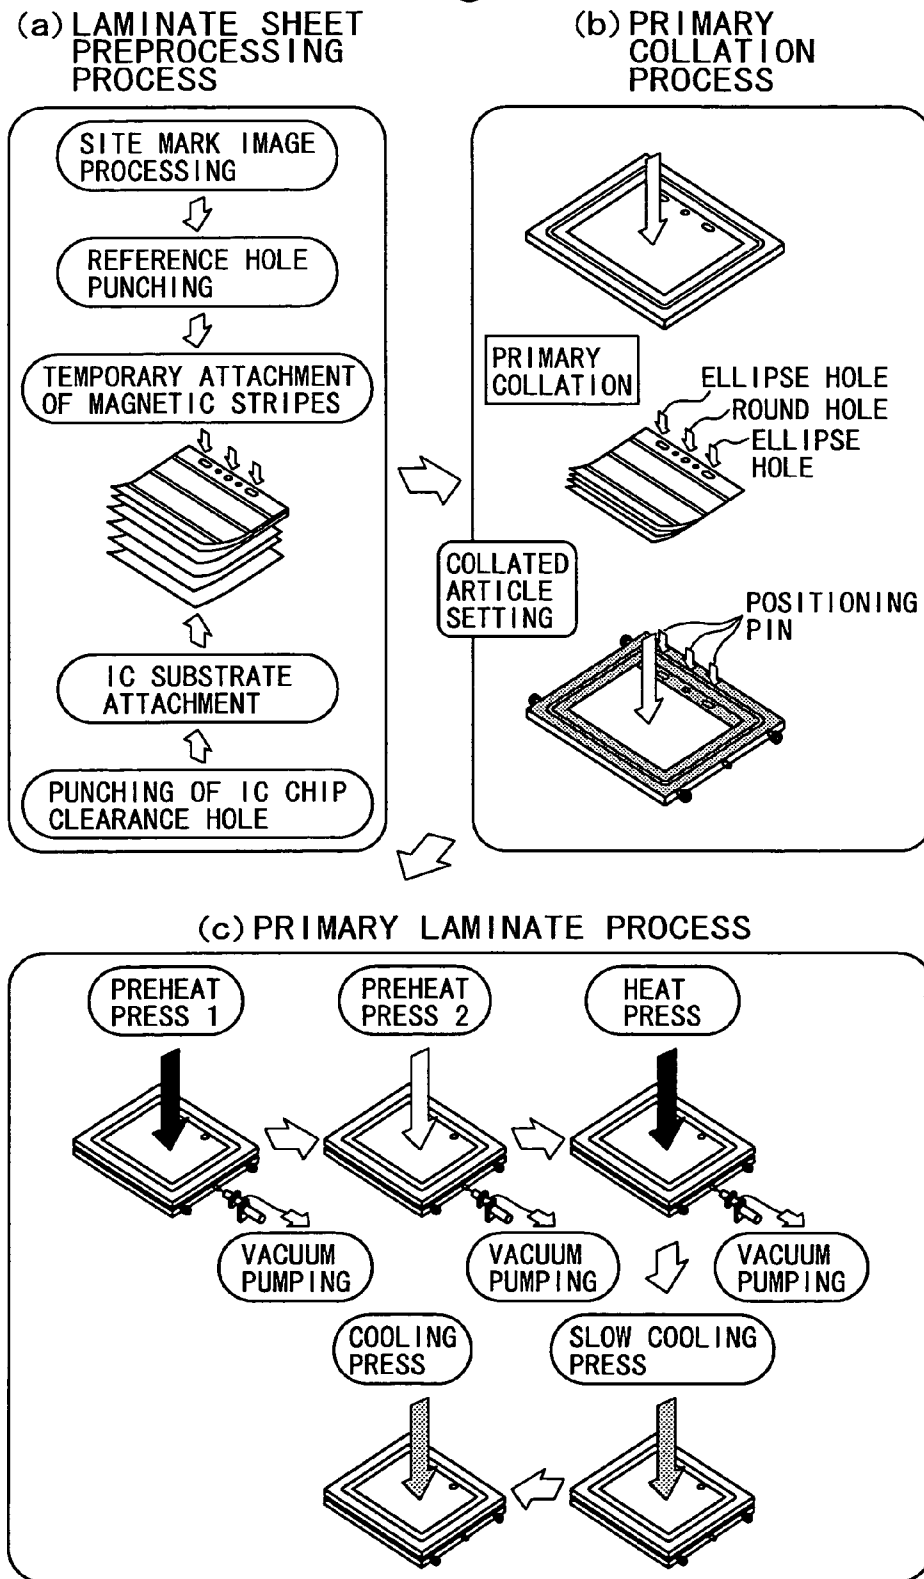 (a) LAMINATE SHEET
PREPROCESSING
PROCESS
SITE MARK IMAGE
PROCESSING
REFERENCE HOLE
PUNCHING
TEMPORARY ATTACHMENT
OF MAGNETIC STRIPES
IC SUBSTRATE
ATTACHMENT
PUNCHING OF IC CHIP
CLEARANCE HOLE
(b) PRIMARY
COLLATION
PROCESS
PRIMARY
COLLATION
ELLIPSE HOLE
ROUND HOLE
ELLIPSE
HOLE
COLLATED
ARTICLE
SETTING
POSITIONING
PIN
(c) PRIMARY LAMINATE PROCESS
PREHEAT
PRESS 1
PREHEAT
PRESS 2
HEAT
PRESS
VACUUM
PUMPING
VACUUM
PUMPING
VACUUM
PUMPING
COOLING
PRESS
SLOW COOLING
PRESS